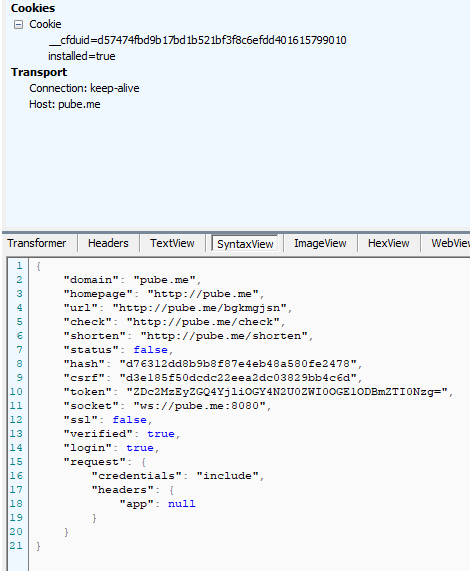 Cookies
Cookie
__cfduid=d57474fbd9b17bd1b521bf3f8c6efdd401615799010
installed=true
Transport
Connection: keep-alive
Host: pube.me
Transformer Headers TextView SyntaxView ImageView HexView WebView
1 {
2 "domain": "pube.me",
3 "homepage": "http://pube.me",
4 "url": "http://pube.me/bgkmgjsn",
5 "check": "http://pube.me/check",
6 "shorten": "http://pube.me/shorten",
7 "status": false,
8 "hash": "d76312dd8b9b8f87e4eb48a580fe2478",
9 "csrf": "d3e185f50dcdc22eea2dc03829bb4c6d",
10 "token": "ZDc2MzEyZGQ4YjliOGY4N2U0ZWI0OGE1ODBmZTI0Nzg=",
11 "socket": "ws://pube.me:8080",
12 "ssl": false,
13 "verified": true,
14 "login": true,
15 "request": {
16 "credentials": "include",
17 "headers": {
18 "app": null
19 }
20 }
21 }